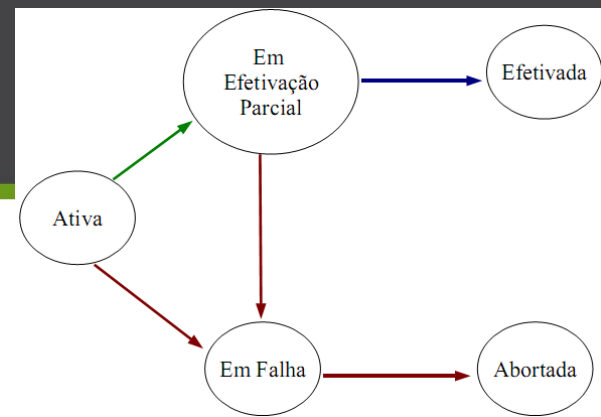 Em
Efetivação
Parcial
Efetivada
Ativa
Em Falha
Abortada